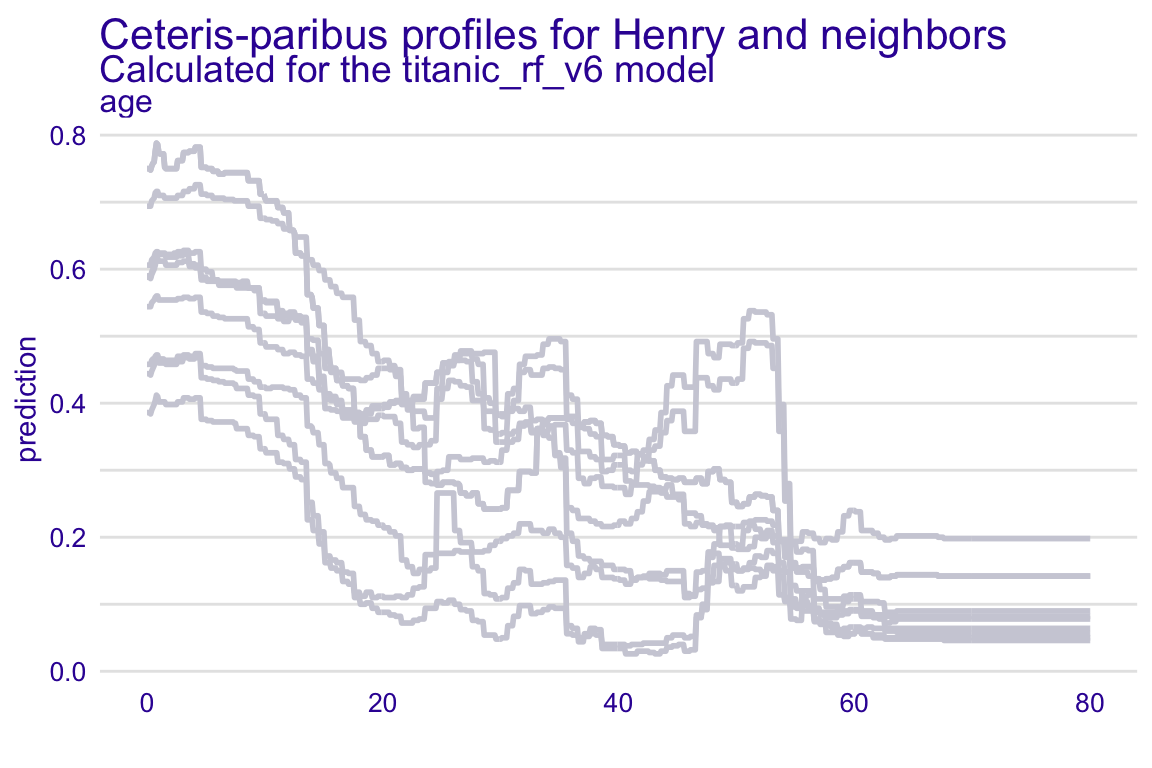 Ceteris-paribus profiles for Henry and neighbors
Calculated for the titanic_rf_v6 model
age
0.8
0.6
0.4
0.2
0.0
prediction
0
20
40
60
80